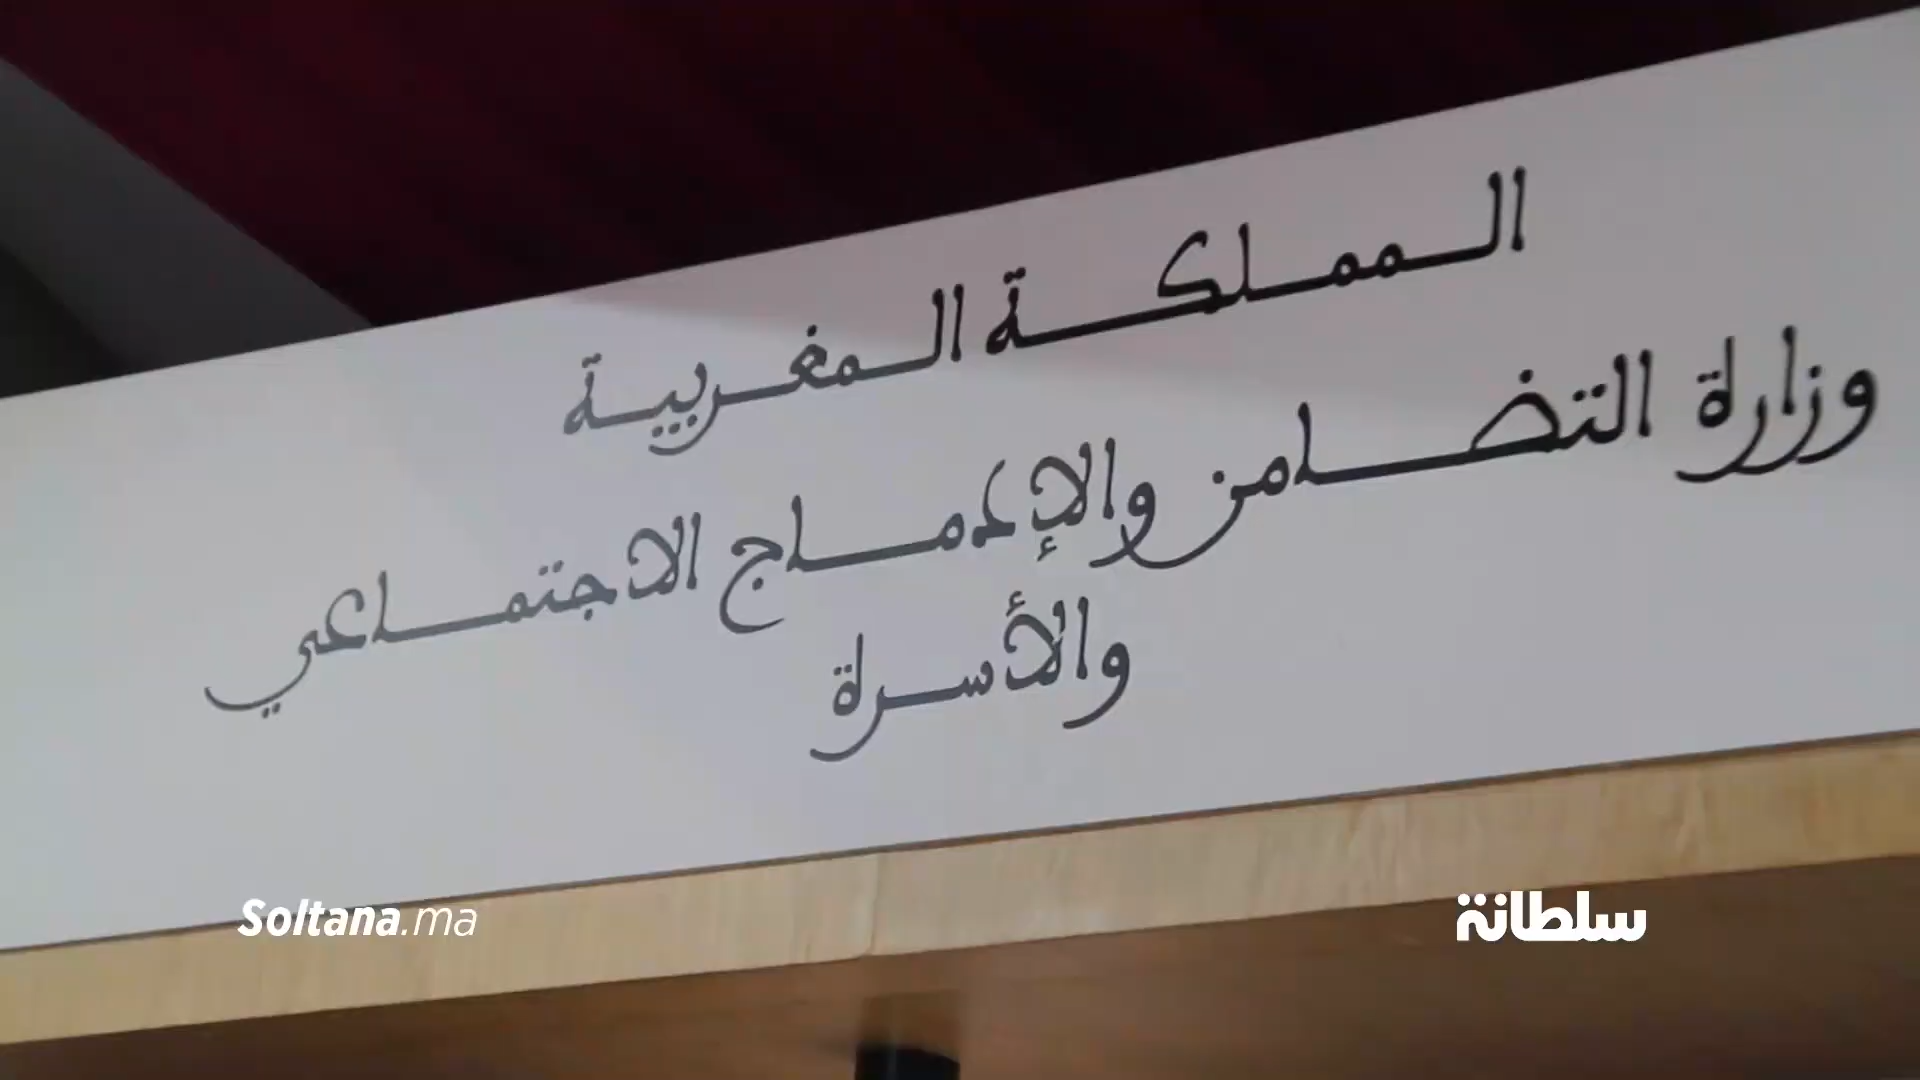 المملكة المغربية
وزارة التضامن والإدماج الاجتماعي
والأسرة
Soltana.ma
سلطانة